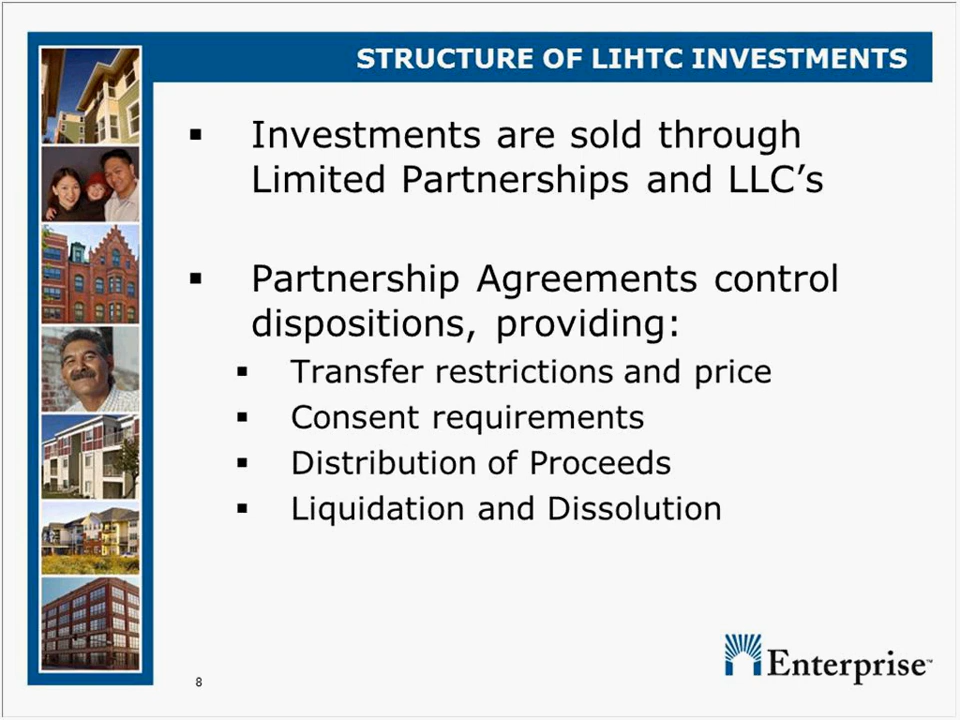 STRUCTURE OF LIHTC INVESTMENTS
▪ Investments are sold through
Limited Partnerships and LLC’s
▪ Partnership Agreements control
dispositions, providing:
▪ Transfer restrictions and price
▪ Consent requirements
▪ Distribution of Proceeds
▪ Liquidation and Dissolution
Enterprise™
8